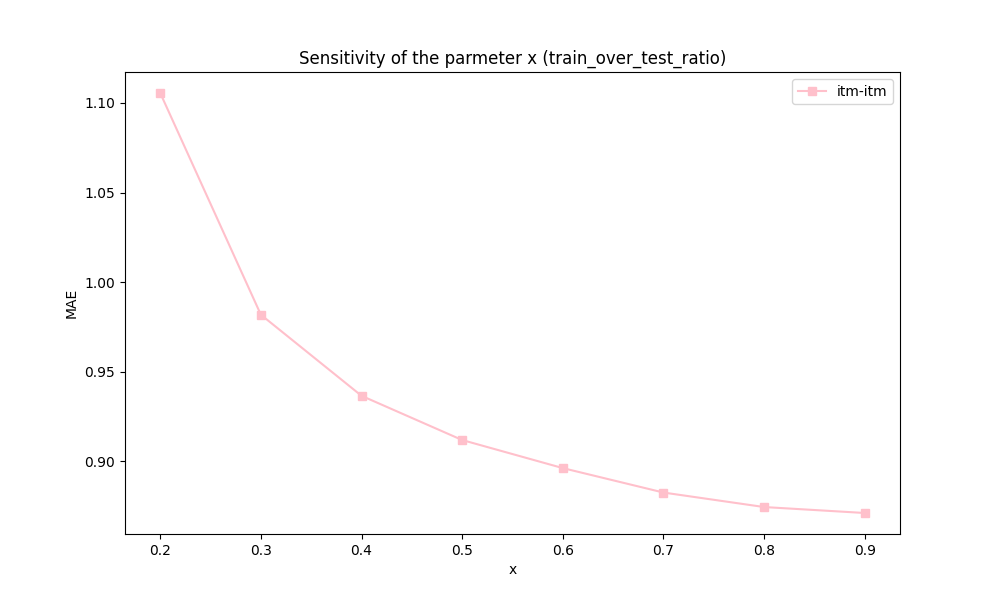 Sensitivity of the parmeter x (train_over_test_ratio)
itm-itm
MAE
1.10
1.05
1.00
0.95
0.90
0.2 0.3 0.4 0.5 0.6 0.7 0.8 0.9
x